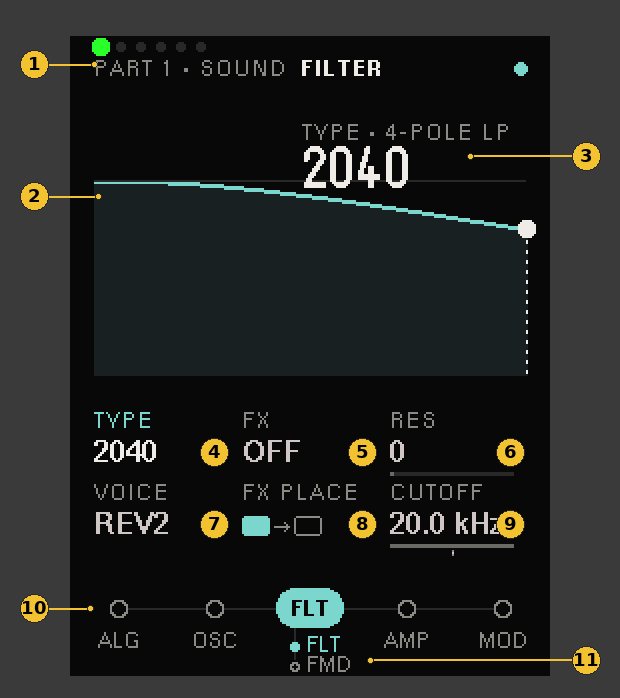 1 PART 1 · SOUND FILTER
TYPE · 4-POLE LP
2040 3
2
TYPE FX RES
2040 4 OFF 5 0 6
VOICE FX PLACE CUTOFF
REV2 7 → 8 20.0 kHz 9
10 FLT
ALG OSC FLT AMP MOD
FMD 11